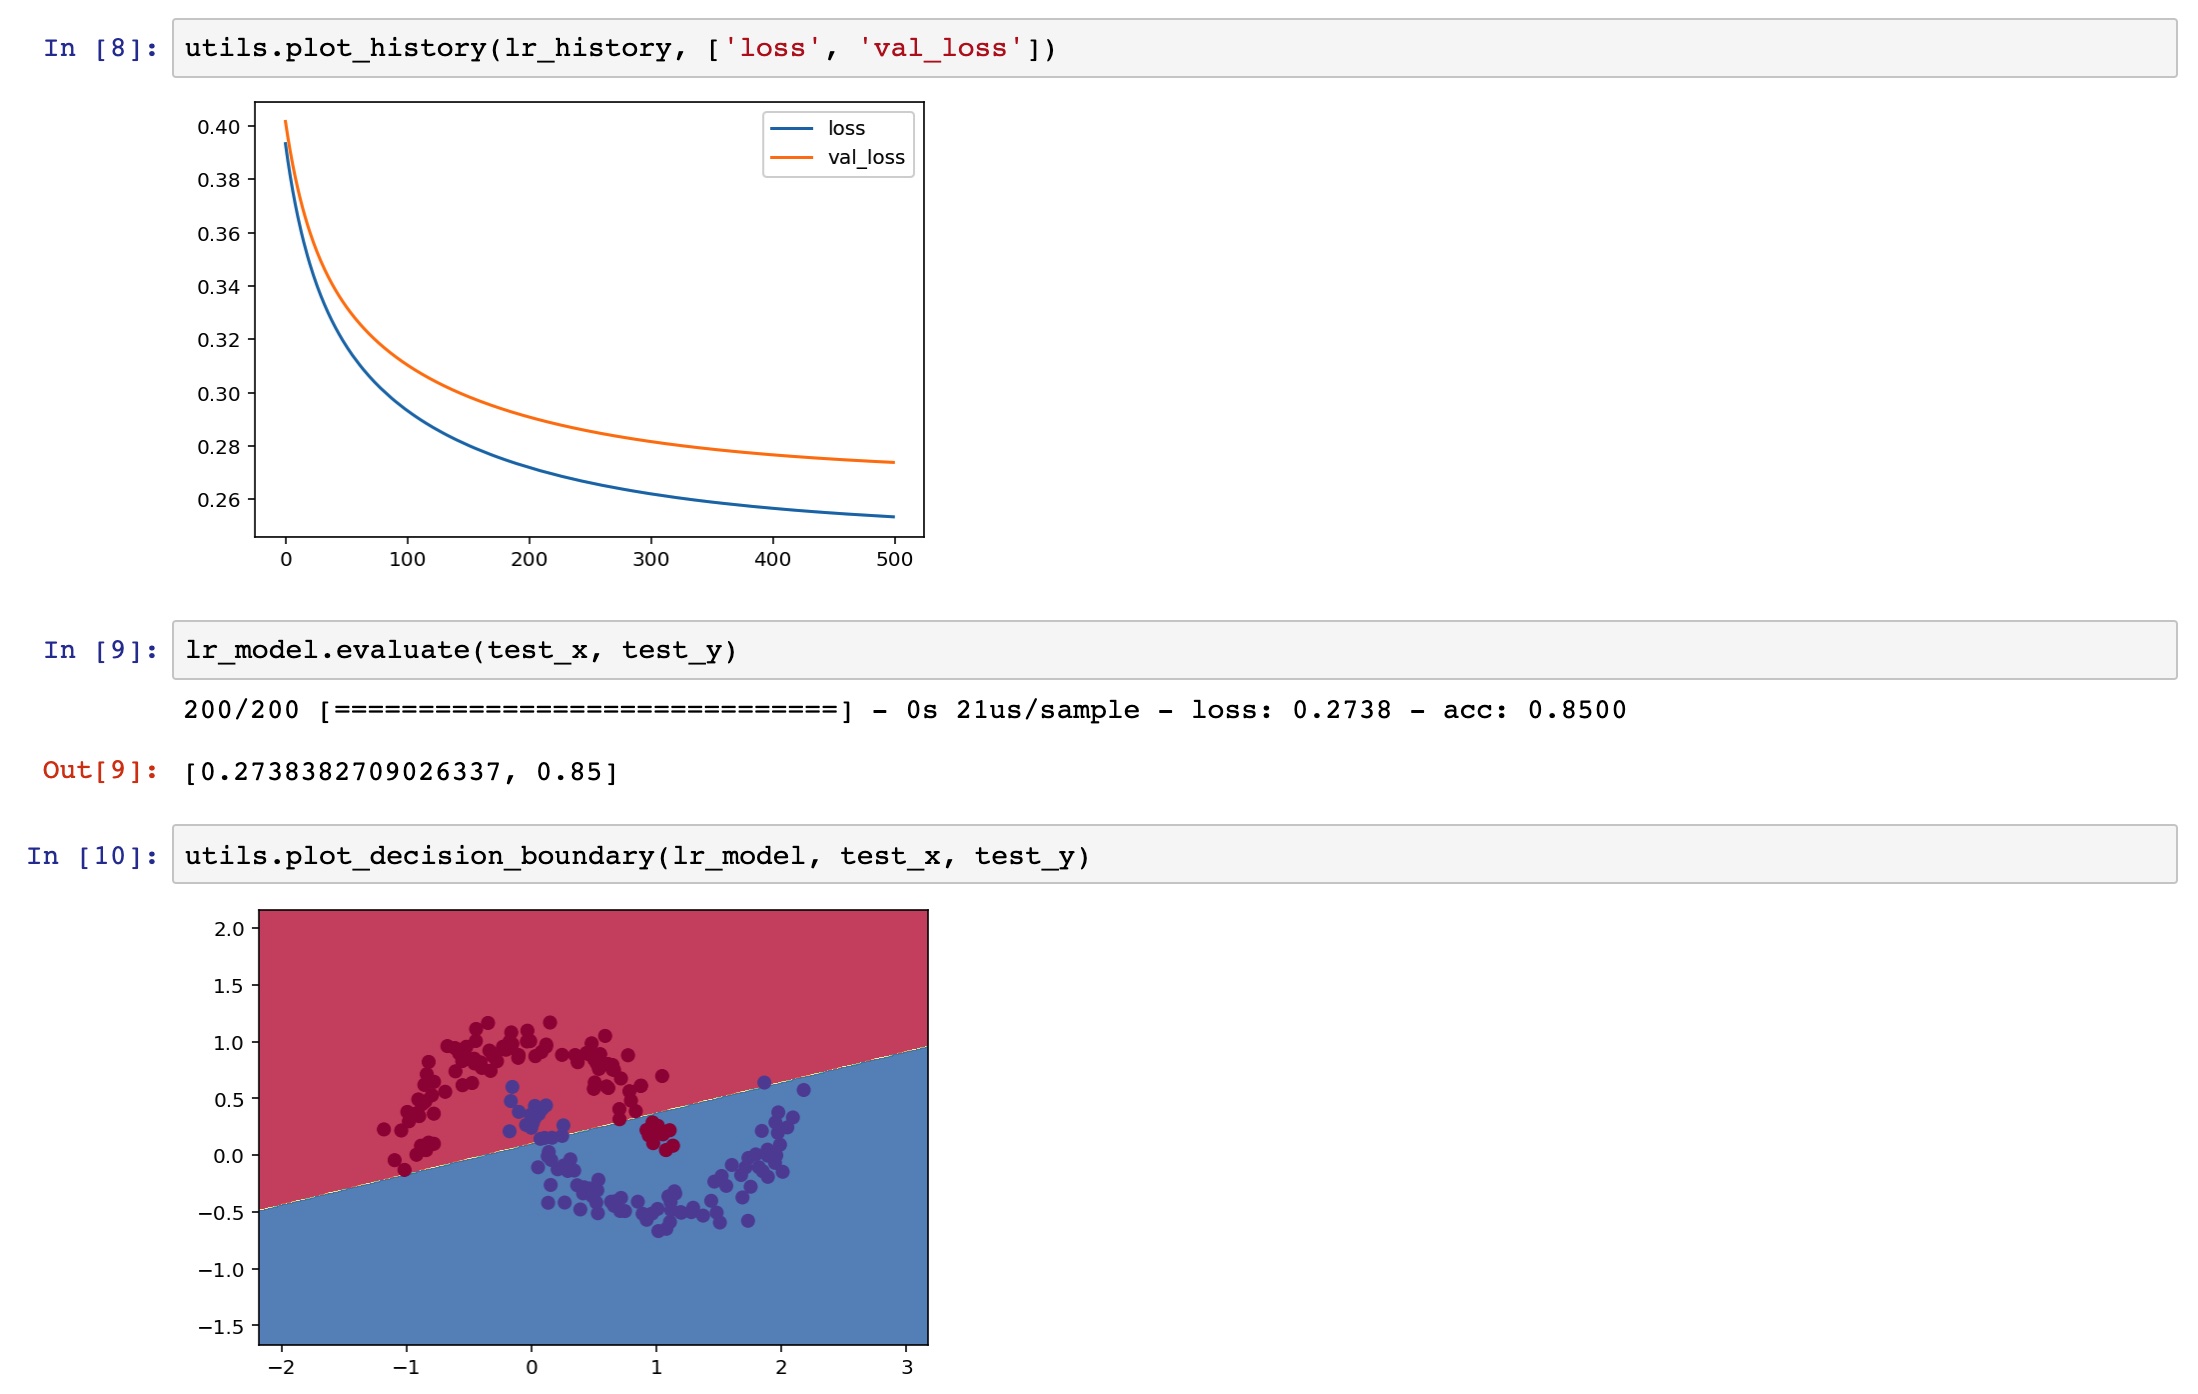 In [8]: utils.plot_history(lr_history, ['loss', 'val_loss'])
loss
val_loss
0.40
0.38
0.36
0.34
0.32
0.30
0.28
0.26
0 100 200 300 400 500
In [9]: lr_model.evaluate(test_x, test_y)
200/200 [==============================] - 0s 21us/sample - loss: 0.2738 - acc: 0.8500
Out[9]: [0.2738382709026337, 0.85]
In [10]: utils.plot_decision_boundary(lr_model, test_x, test_y)
2.0
1.5
1.0
0.5
0.0
−0.5
−1.0
−1.5
−2 −1 0 1 2 3